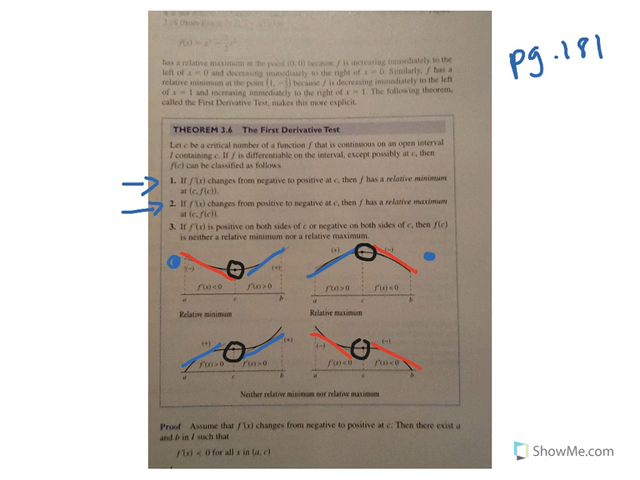 pg. 181
has a relative maximum at the point (0, 0) because f is increasing immediately to the
left of x = 0 and decreasing immediately to the right of x = 0. Similarly, f has a
relative minimum at the point (1, -½) because f is decreasing immediately to the left
of x = 1 and increasing immediately to the right of x = 1. The following theorem,
called the First Derivative Test, makes this more explicit.
THEOREM 3.6 The First Derivative Test
Let c be a critical number of a function f that is continuous on an open interval
I containing c. If f is differentiable on the interval, except possibly at c, then
f(c) can be classified as follows.
1. If f'(x) changes from negative to positive at c, then f has a relative minimum
at (c, f(c)).
2. If f'(x) changes from positive to negative at c, then f has a relative maximum
at (c, f(c)).
3. If f'(x) is positive on both sides of c or negative on both sides of c, then f(c)
is neither a relative minimum nor a relative maximum.
(−) (+) (+) (−)
f'(x)<0 f'(x)>0 f'(x)>0 f'(x)<0
a c b a c b
Relative minimum Relative maximum
(+) (+) (−) (−)
f'(x)>0 f'(x)>0 f'(x)<0 f'(x)<0
a c b a c b
Neither relative minimum nor relative maximum
Proof Assume that f'(x) changes from negative to positive at c. Then there exist a
and b in I such that
f'(x) < 0 for all x in (a, c)
ShowMe.com